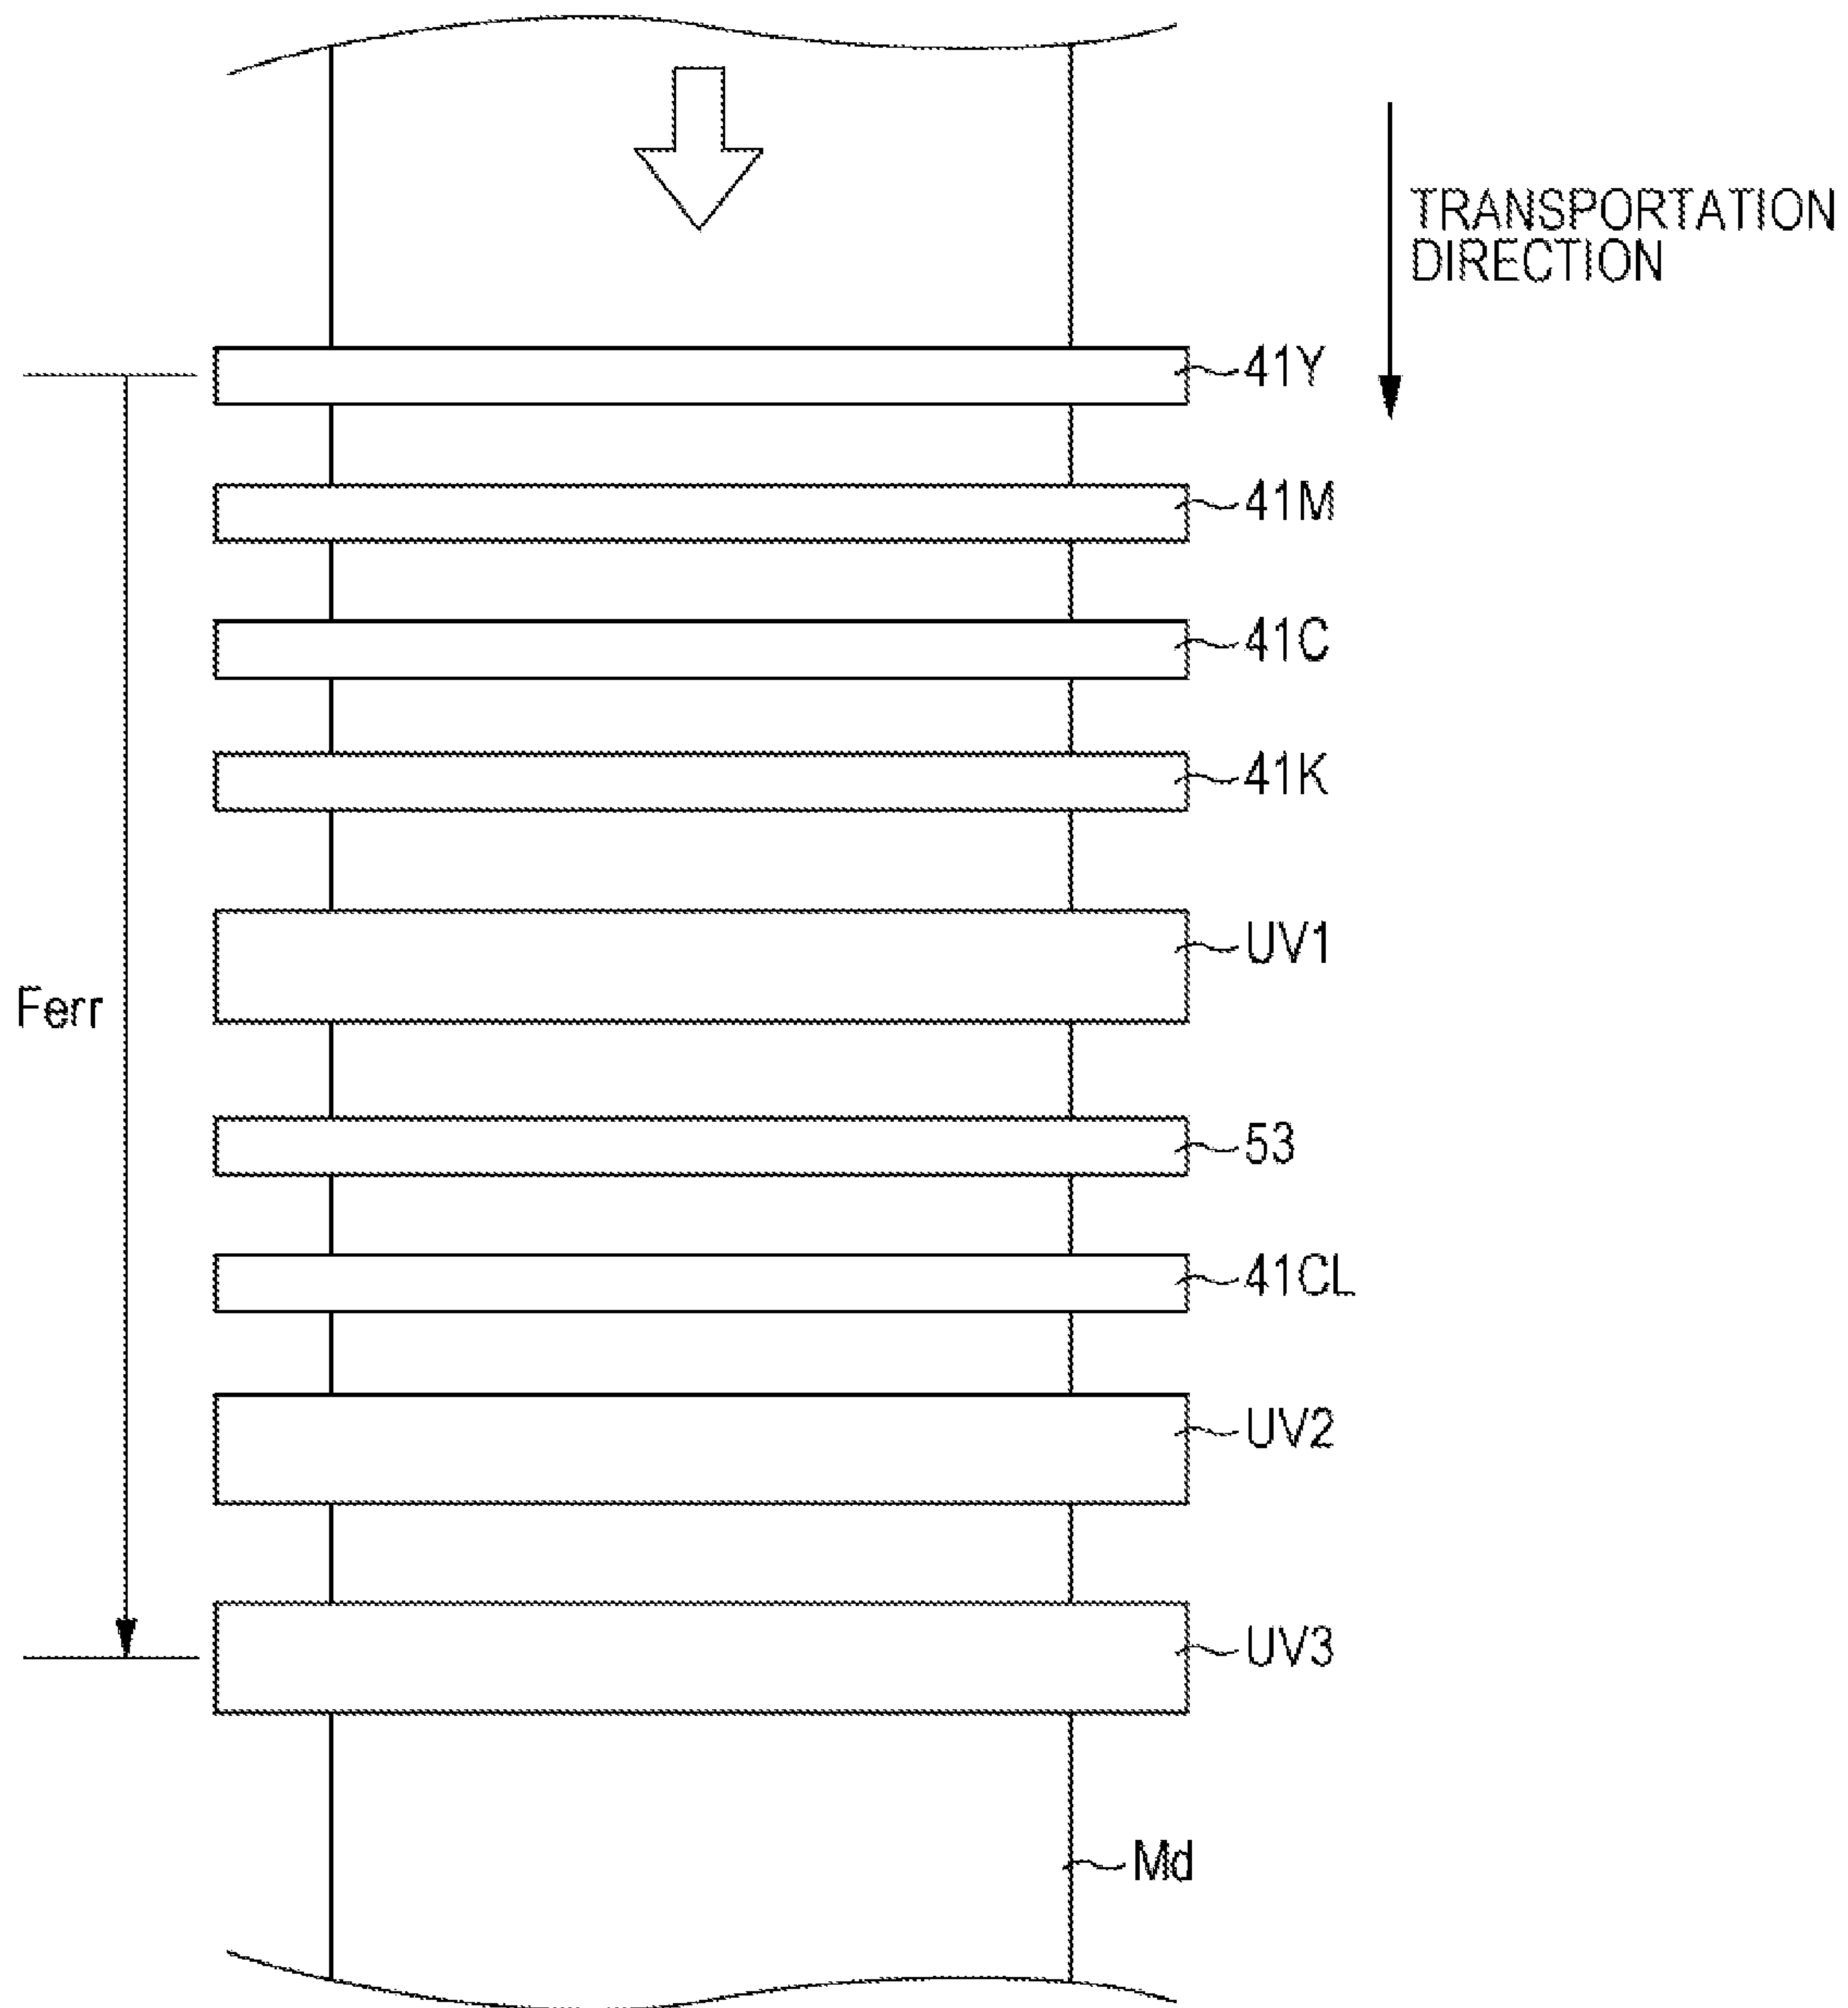 TRANSPORTATION
DIRECTION
41Y
41M
41C
41K
UV1
Ferr
53
41CL
UV2
UV3
Md